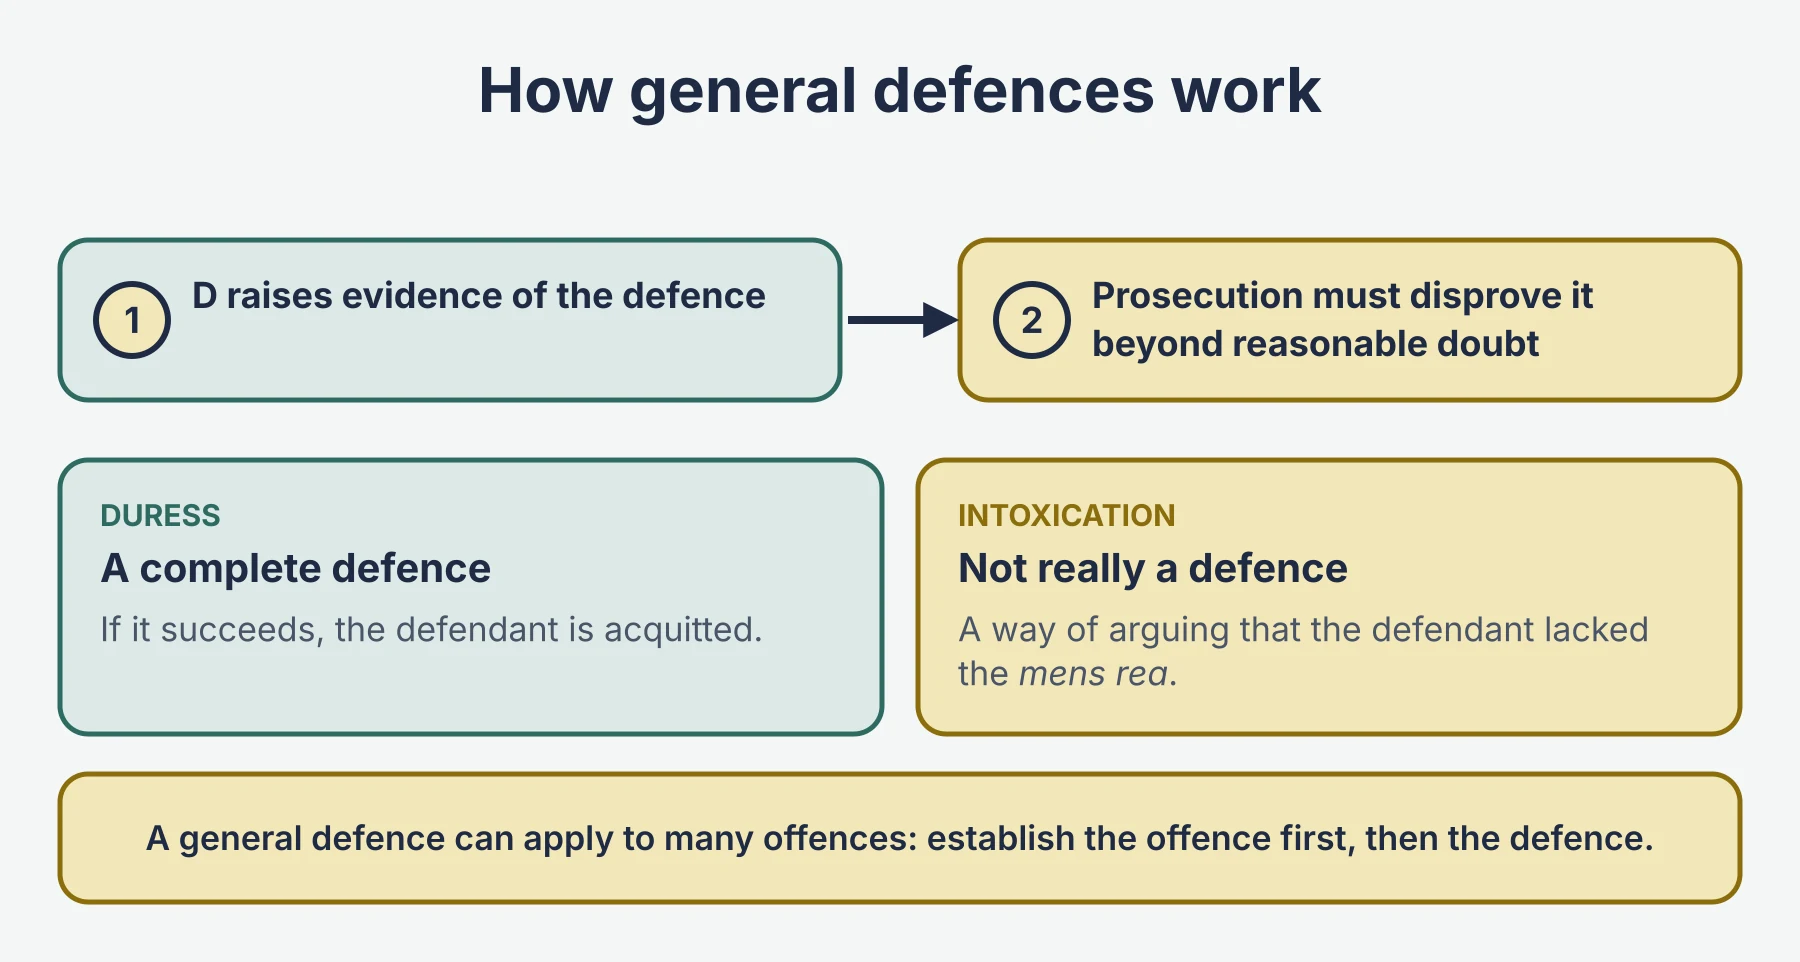 How general defences work
1
D raises evidence of the defence
2
Prosecution must disprove it
beyond reasonable doubt
DURESS
A complete defence
If it succeeds, the defendant is acquitted.
INTOXICATION
Not really a defence
A way of arguing that the defendant lacked
the mens rea.
A general defence can apply to many offences: establish the offence first, then the defence.